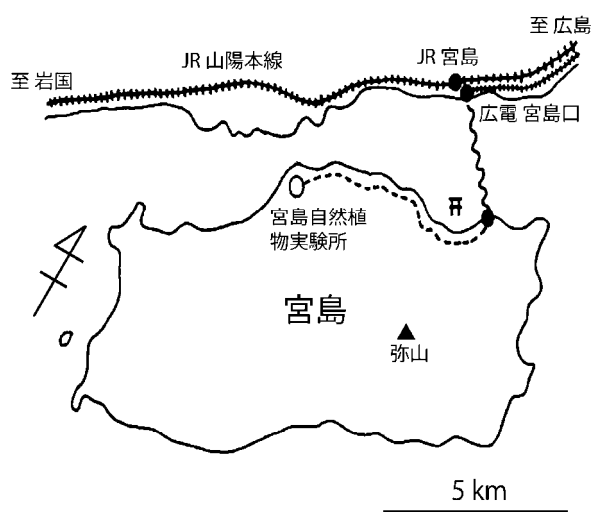 至 広島
JR 宮島
JR 山陽本線
至 岩国
広電 宮島口
宮島自然植
物実験所
宮島
弥山
5 km